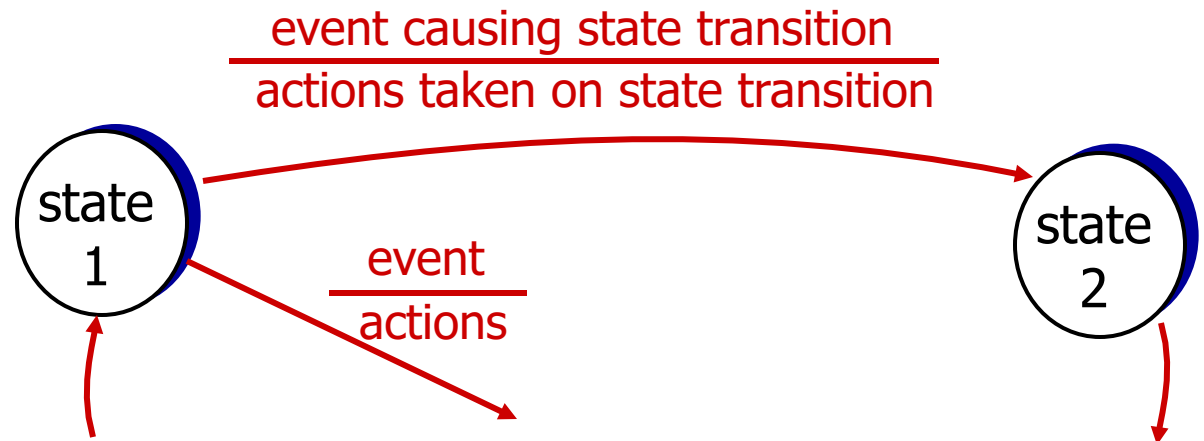 event causing state transition
actions taken on state transition
state
1
event
actions
state
2